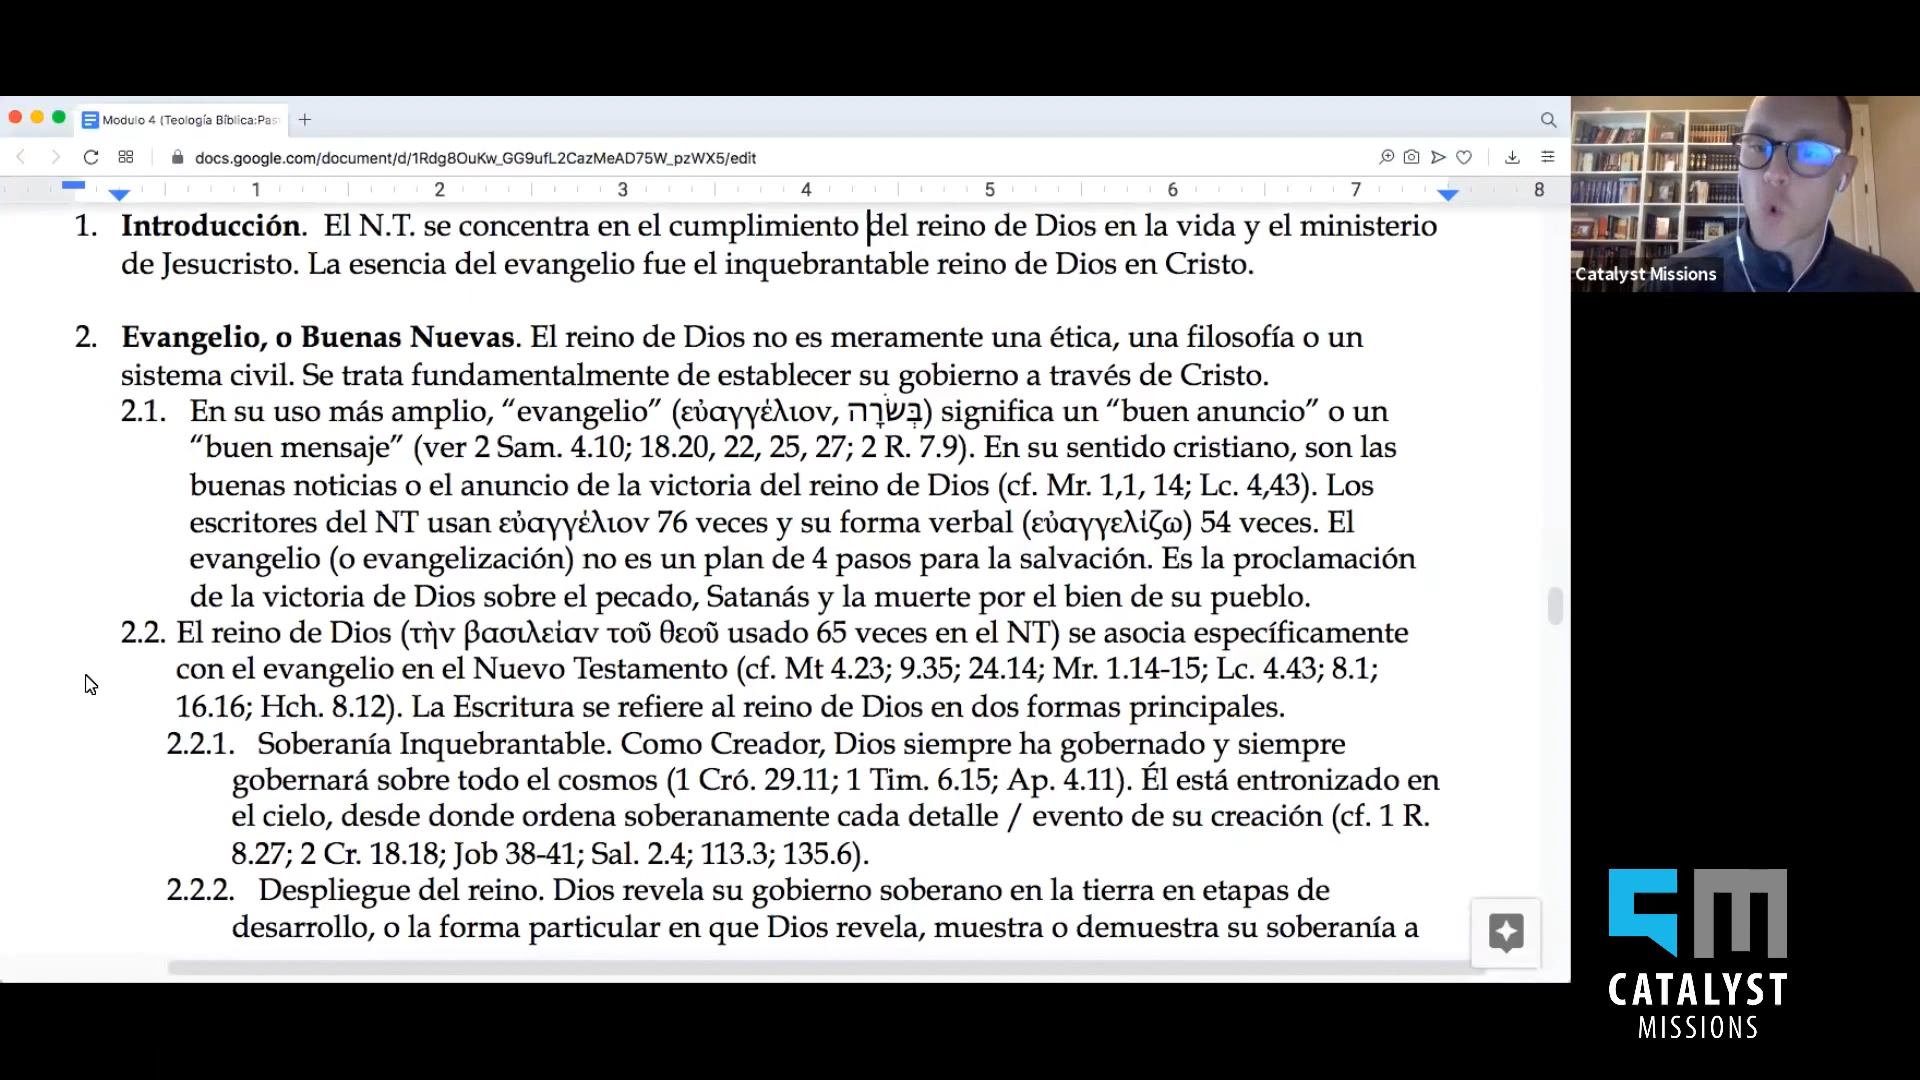 Modulo 4 (Teología Bíblica:Pas
docs.google.com/document/d/1Rdg8OuKw_GG9ufL2CazMeAD75W_pzWX5/edit
1 2 3 4 5 6 7 8
1. Introducción. El N.T. se concentra en el cumplimiento del reino de Dios en la vida y el ministerio
de Jesucristo. La esencia del evangelio fue el inquebrantable reino de Dios en Cristo.
2. Evangelio, o Buenas Nuevas. El reino de Dios no es meramente una ética, una filosofía o un
sistema civil. Se trata fundamentalmente de establecer su gobierno a través de Cristo.
2.1. En su uso más amplio, “evangelio” (εὐαγγέλιον, בְּשֹׂרָה) significa un “buen anuncio” o un
“buen mensaje” (ver 2 Sam. 4.10; 18.20, 22, 25, 27; 2 R. 7.9). En su sentido cristiano, son las
buenas noticias o el anuncio de la victoria del reino de Dios (cf. Mr. 1,1, 14; Lc. 4,43). Los
escritores del NT usan εὐαγγέλιον 76 veces y su forma verbal (εὐαγγελίζω) 54 veces. El
evangelio (o evangelización) no es un plan de 4 pasos para la salvación. Es la proclamación
de la victoria de Dios sobre el pecado, Satanás y la muerte por el bien de su pueblo.
2.2. El reino de Dios (τὴν βασιλείαν τοῦ θεοῦ usado 65 veces en el NT) se asocia específicamente
con el evangelio en el Nuevo Testamento (cf. Mt 4.23; 9.35; 24.14; Mr. 1.14-15; Lc. 4.43; 8.1;
16.16; Hch. 8.12). La Escritura se refiere al reino de Dios en dos formas principales.
2.2.1. Soberanía Inquebrantable. Como Creador, Dios siempre ha gobernado y siempre
gobernará sobre todo el cosmos (1 Cró. 29.11; 1 Tim. 6.15; Ap. 4.11). Él está entronizado en
el cielo, desde donde ordena soberanamente cada detalle / evento de su creación (cf. 1 R.
8.27; 2 Cr. 18.18; Job 38-41; Sal. 2.4; 113.3; 135.6).
2.2.2. Despliegue del reino. Dios revela su gobierno soberano en la tierra en etapas de
desarrollo, o la forma particular en que Dios revela, muestra o demuestra su soberanía a
Catalyst Missions
CM
CATALYST
MISSIONS